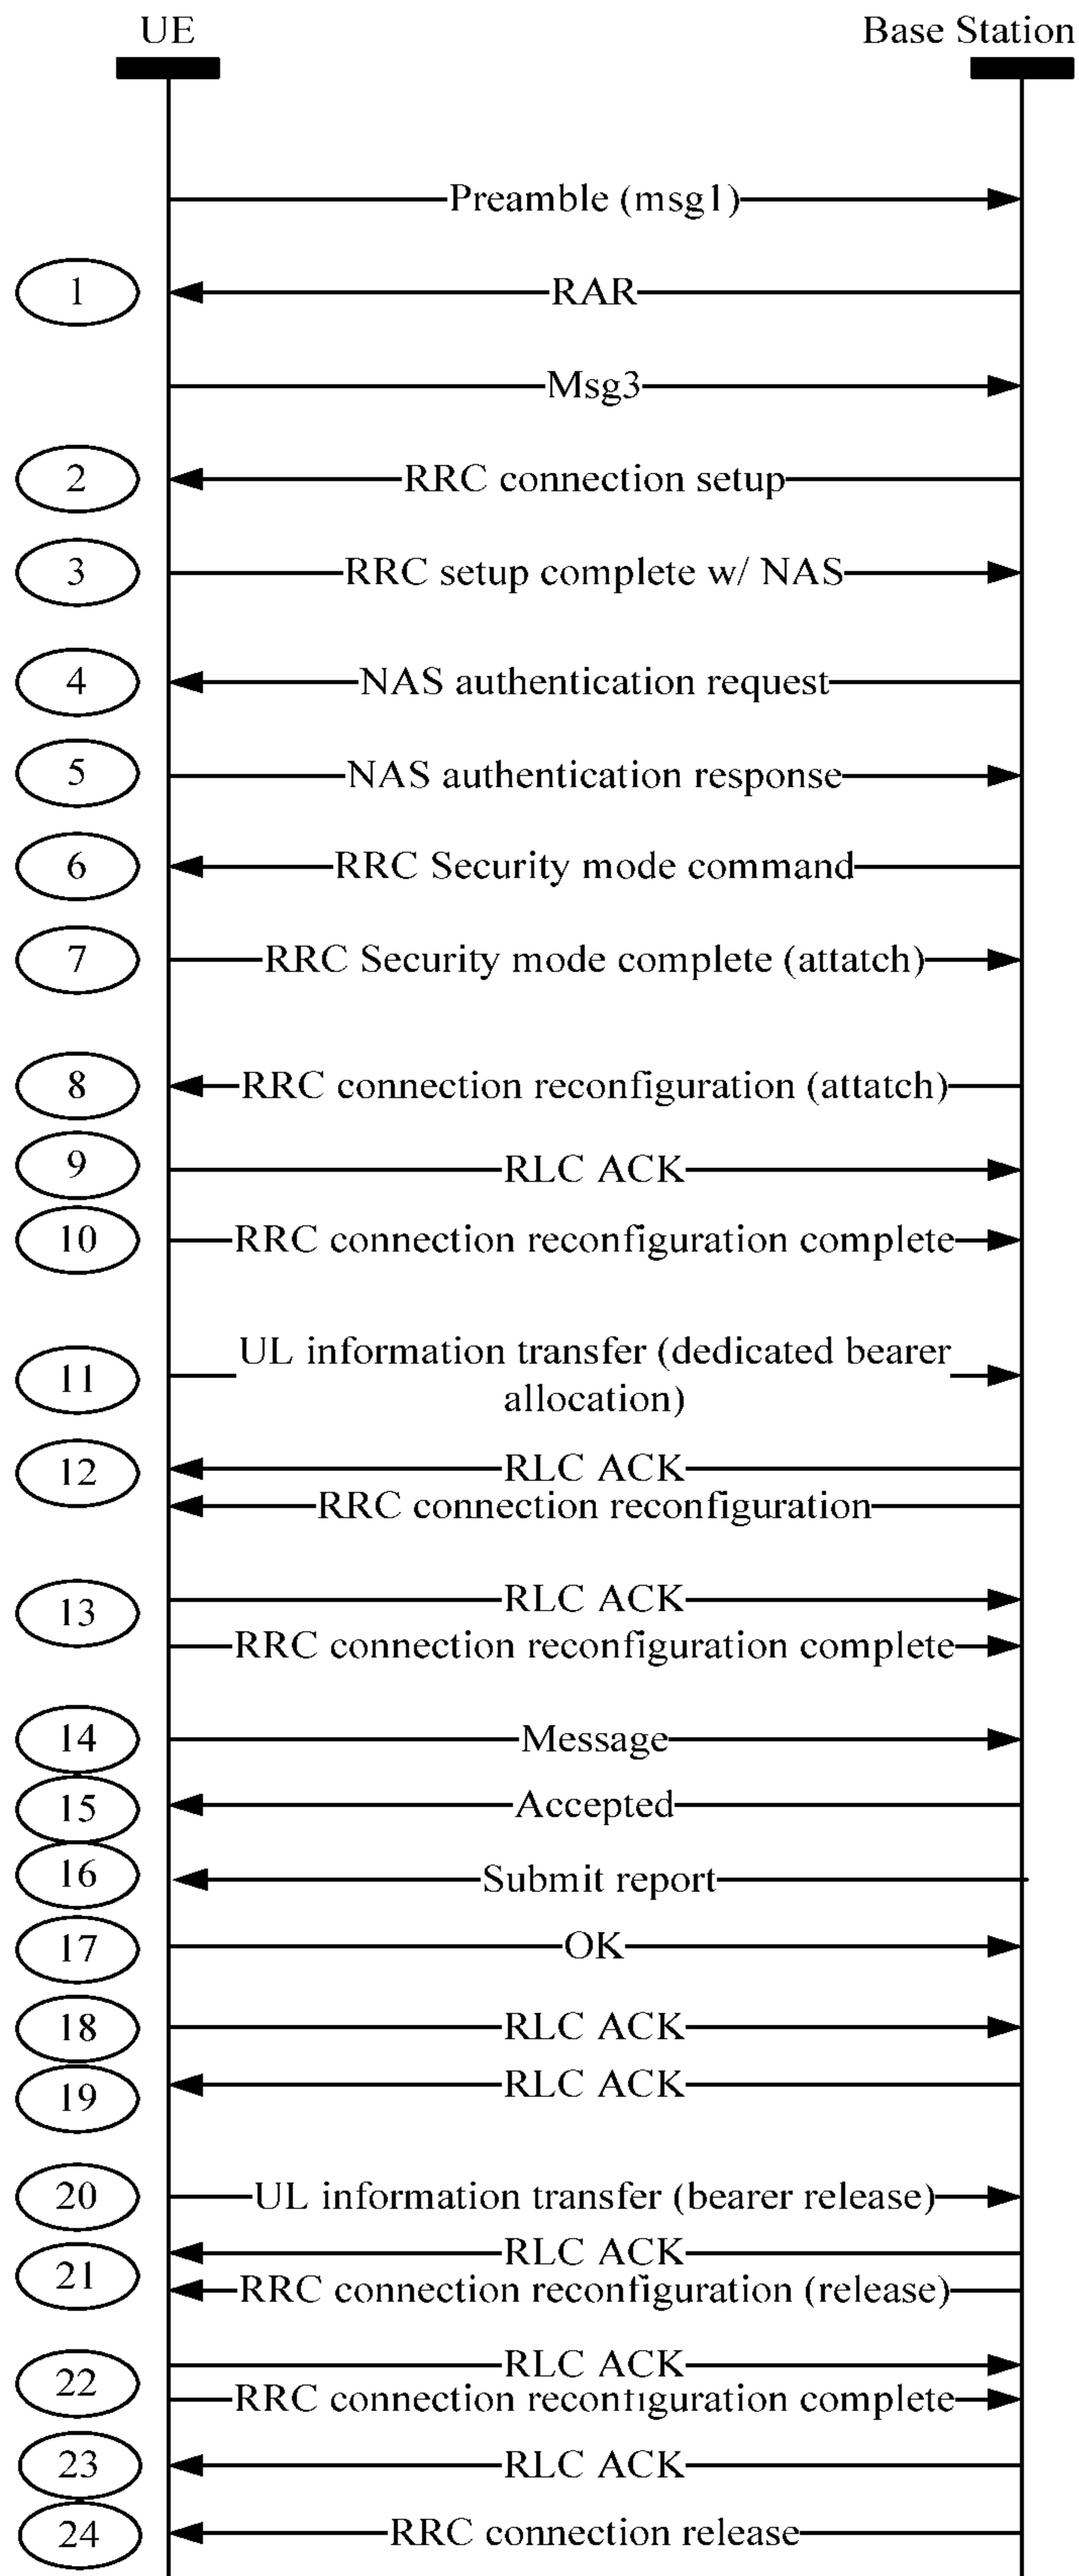 UE
Base Station
Preamble (msg1)
1
RAR
Msg3
2
RRC connection setup
3
RRC setup complete w/ NAS
4
NAS authentication request
5
NAS authentication response
6
RRC Security mode command
7
RRC Security mode complete (attatch)
8
RRC connection reconfiguration (attatch)
9
RLC ACK
10
RRC connection reconfiguration complete
11
UL information transfer (dedicated bearer
allocation)
12
RLC ACK
RRC connection reconfiguration
13
RLC ACK
RRC connection reconfiguration complete
14
Message
15
Accepted
16
Submit report
17
OK
18
RLC ACK
19
RLC ACK
20
UL information transfer (bearer release)
21
RLC ACK
RRC connection reconfiguration (release)
22
RLC ACK
RRC connection reconfiguration complete
23
RLC ACK
24
RRC connection release